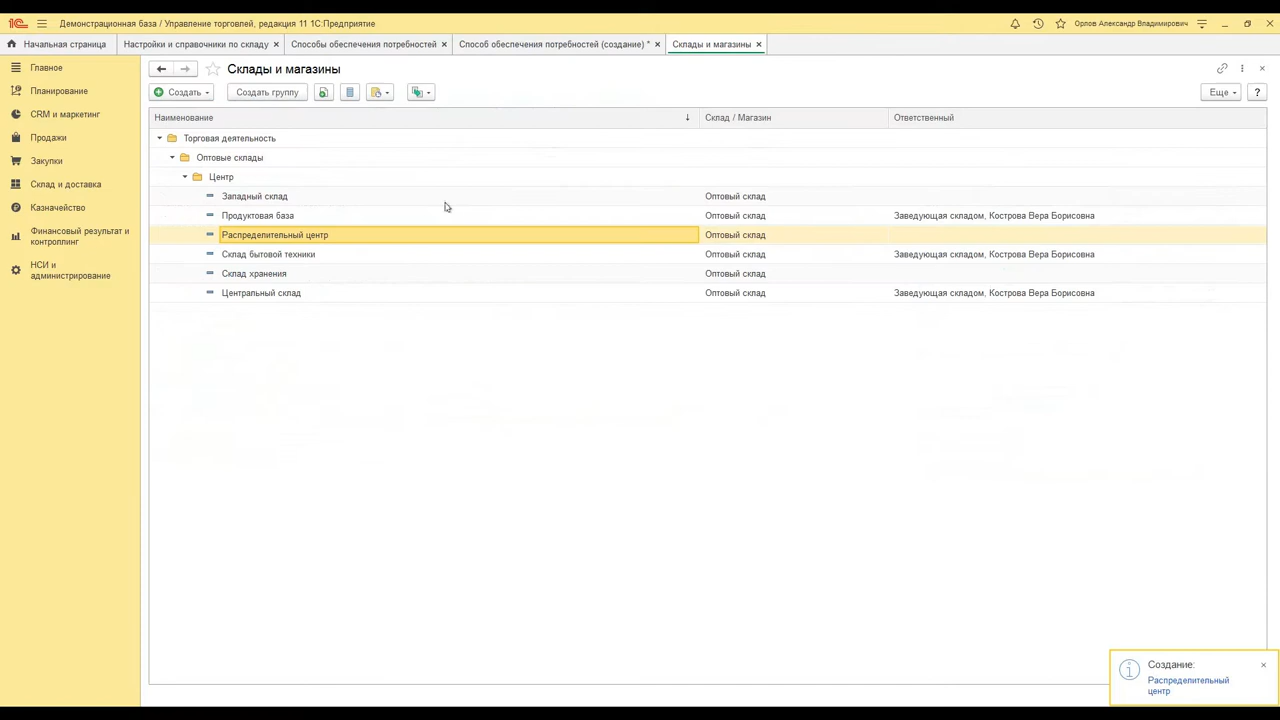 1С Демонстрационная база / Управление торговлей, редакция 11 1С:Предприятие Орлов Александр Владимирович
Начальная страница Настройки и справочники по складу × Способы обеспечения потребностей × Способ обеспечения потребностей (создание) * × Склады и магазины ×
Главное
Планирование
CRM и маркетинг
Продажи
Закупки
Склад и доставка
Казначейство
Финансовый результат и
контроллинг
НСИ и
администрирование
Склады и магазины
Создать Создать группу Еще ?
Наименование ↓ Склад / Магазин Ответственный
Торговая деятельность
Оптовые склады
Центр
Западный склад Оптовый склад
Продуктовая база Оптовый склад Заведующая складом, Кострова Вера Борисовна
Распределительный центр Оптовый склад
Склад бытовой техники Оптовый склад Заведующая складом, Кострова Вера Борисовна
Склад хранения Оптовый склад
Центральный склад Оптовый склад Заведующая складом, Кострова Вера Борисовна
Создание:
Распределительный
центр